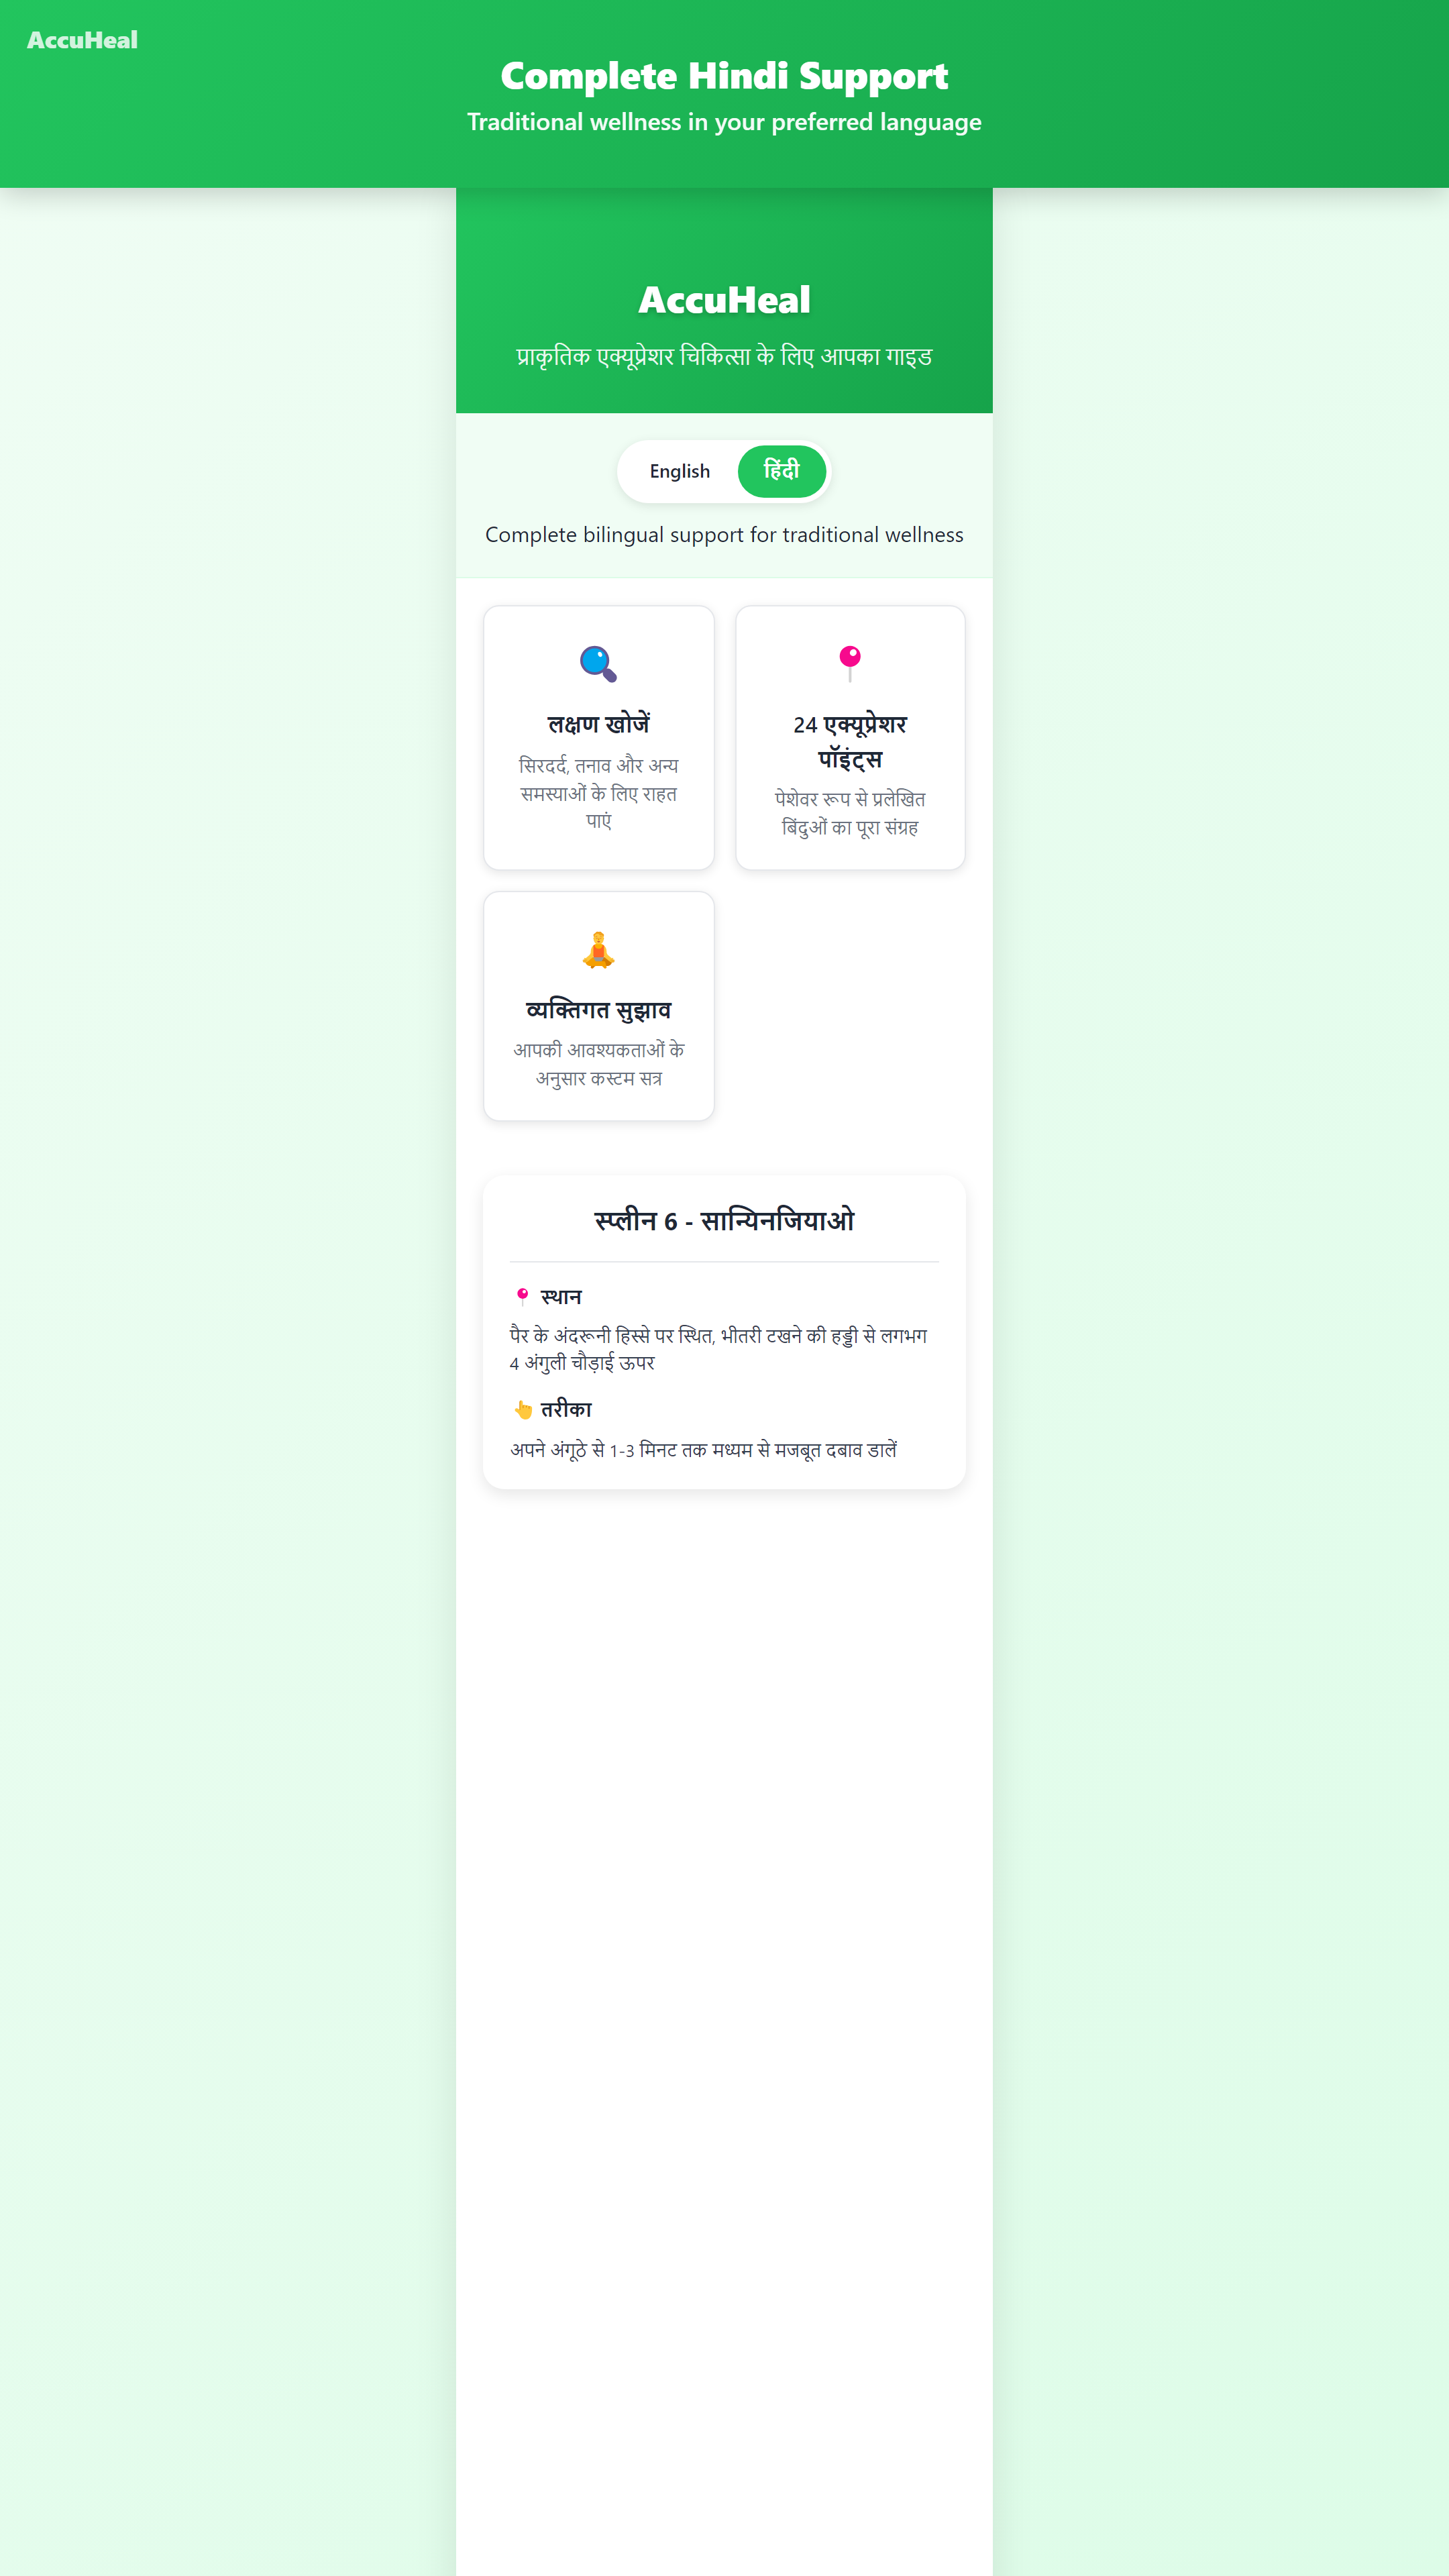 AccuHeal
Complete Hindi Support
Traditional wellness in your preferred language
AccuHeal
प्राकृतिक एक्यूप्रेशर चिकित्सा के लिए आपका गाइड
English
हिंदी
Complete bilingual support for traditional wellness
लक्षण खोजें
सिरदर्द, तनाव और अन्य
समस्याओं के लिए राहत
पाएं
24 एक्यूप्रेशर
पॉइंट्स
पेशेवर रूप से प्रलेखित
बिंदुओं का पूरा संग्रह
व्यक्तिगत सुझाव
आपकी आवश्यकताओं के
अनुसार कस्टम सत्र
स्प्लीन 6 - सान्यिनजियाओ
स्थान
पैर के अंदरूनी हिस्से पर स्थित, भीतरी टखने की हड्डी से लगभग
4 अंगुली चौड़ाई ऊपर
तरीका
अपने अंगूठे से 1-3 मिनट तक मध्यम से मजबूत दबाव डालें